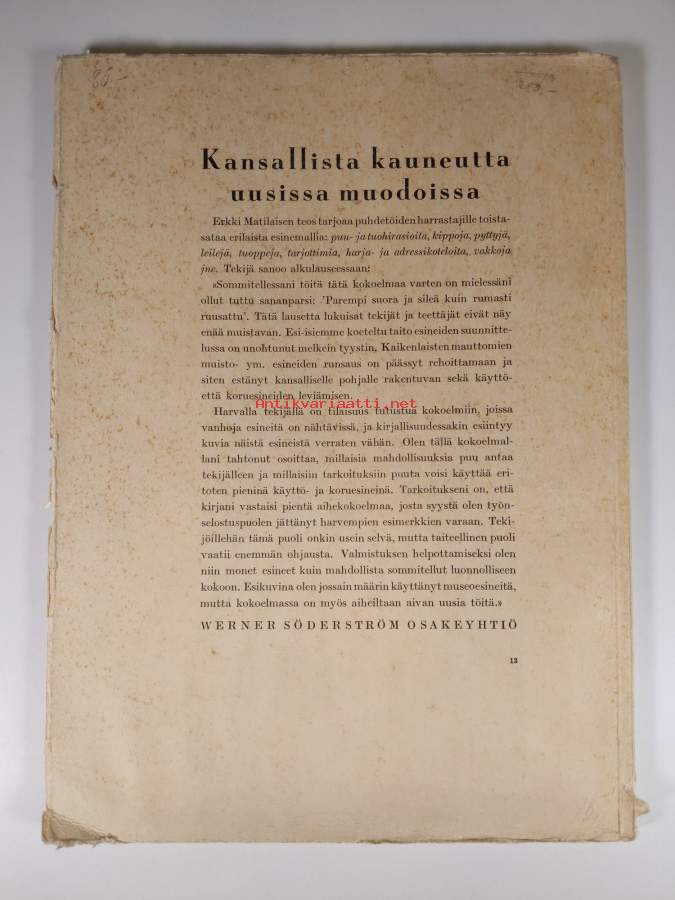 85:-
Kansallista kauneutta
uusissa muodoissa
Erkki Matilaisen teos tarjoaa puhdetöiden harrastajille toista-
sataa erilaista esinemallia: puu- ja tuohirasioita, kippoja, pyttyjä,
leilejä, tuoppeja, tarjottimia, harja- ja adressikoteloita, vakkoja
jne. Tekijä sanoo alkulauseessaan:
»Sommitellessani töitä tätä kokoelmaa varten on mielessäni
ollut tuttu sananparsi: 'Parempi suora ja sileä kuin rumasti
ruusattu'. Tätä lausetta lukuisat tekijät ja teettäjät eivät näy
enää muistavan. Esi-isiemme koeteltu taito esineiden suunnitte-
lussa on unohtunut melkein tyystin. Kaikenlaisten mauttomien
muisto- ym. esineiden runsaus on päässyt rehoittamaan ja
siten estänyt kansalliselle pohjalle rakentuvan sekä käyttö-
että koruesineiden leviämisen.
Antikvariaatti.net
Harvalla tekijällä on tilaisuus tutustua kokoelmiin, joissa
vanhoja esineitä on nähtävissä, ja kirjallisuudessakin esiintyy
kuvia näistä esineistä verraten vähän. Olen tällä kokoelmal-
lani tahtonut osoittaa, millaisia mahdollisuuksia puu antaa
tekijälleen ja millaisiin tarkoituksiin puuta voisi käyttää eri-
toten pieninä käyttö- ja koruesineinä. Tarkoitukseni on, että
kirjani vastaisi pientä aihekokoelmaa, josta syystä olen työn-
selostuspuolen jättänyt harvempien esimerkkien varaan. Teki-
jöillehän tämä puoli onkin usein selvä, mutta taiteellinen puoli
vaatii enemmän ohjausta. Valmistuksen helpottamiseksi olen
niin monet esineet kuin mahdollista sommitellut luonnolliseen
kokoon. Esikuvina olen jossain määrin käyttänyt museoesineitä,
mutta kokoelmassa on myös aiheiltaan aivan uusia töitä.»
WERNER SÖDERSTRÖM OSAKEYHTIÖ
13